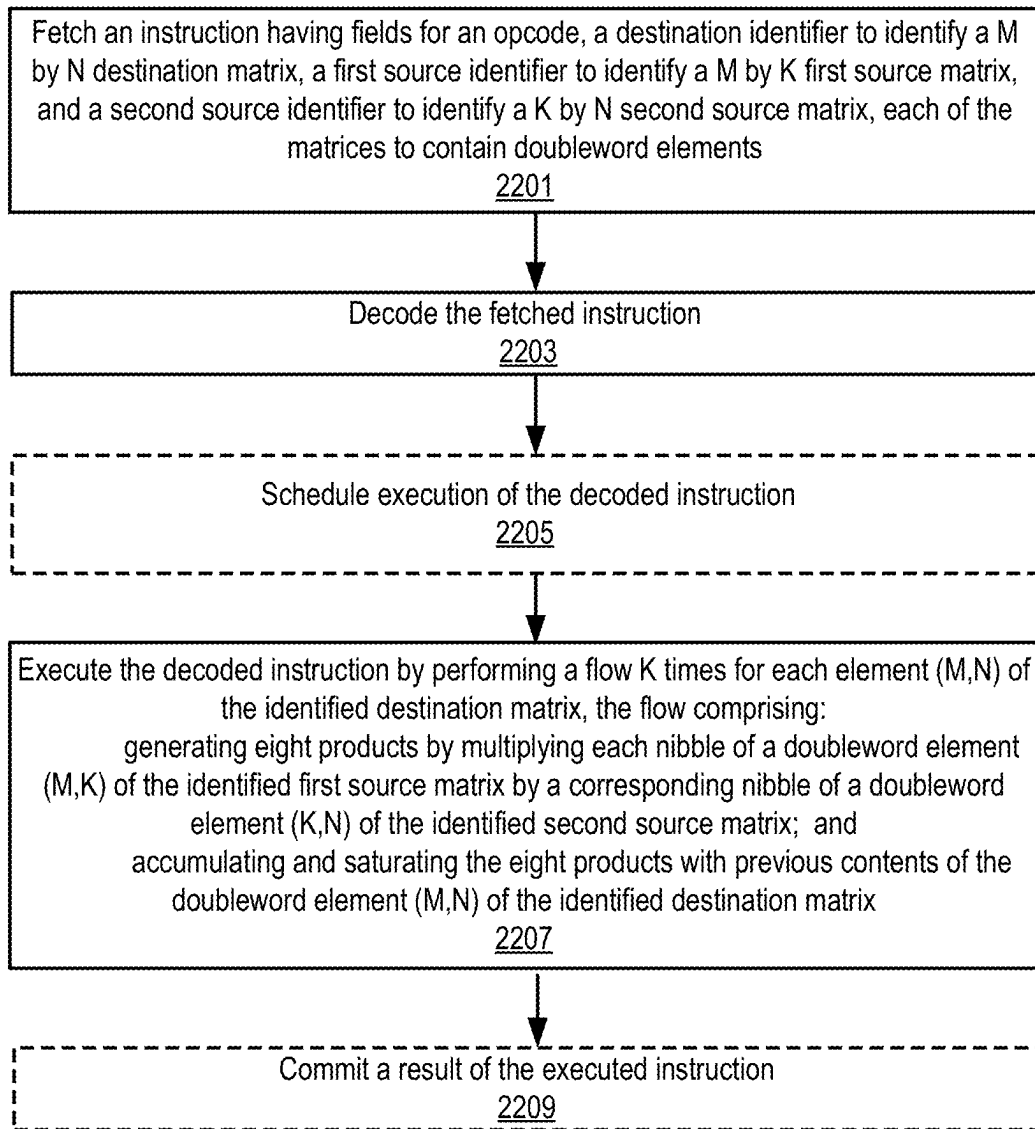 Fetch an instruction having fields for an opcode, a destination identifier to identify a M
by N destination matrix, a first source identifier to identify a M by K first source matrix,
and a second source identifier to identify a K by N second source matrix, each of the
matrices to contain doubleword elements
2201
Decode the fetched instruction
2203
Schedule execution of the decoded instruction
2205
Execute the decoded instruction by performing a flow K times for each element (M,N) of
the identified destination matrix, the flow comprising:
generating eight products by multiplying each nibble of a doubleword element
(M,K) of the identified first source matrix by a corresponding nibble of a doubleword
element (K,N) of the identified second source matrix; and
accumulating and saturating the eight products with previous contents of the
doubleword element (M,N) of the identified destination matrix
2207
Commit a result of the executed instruction
2209